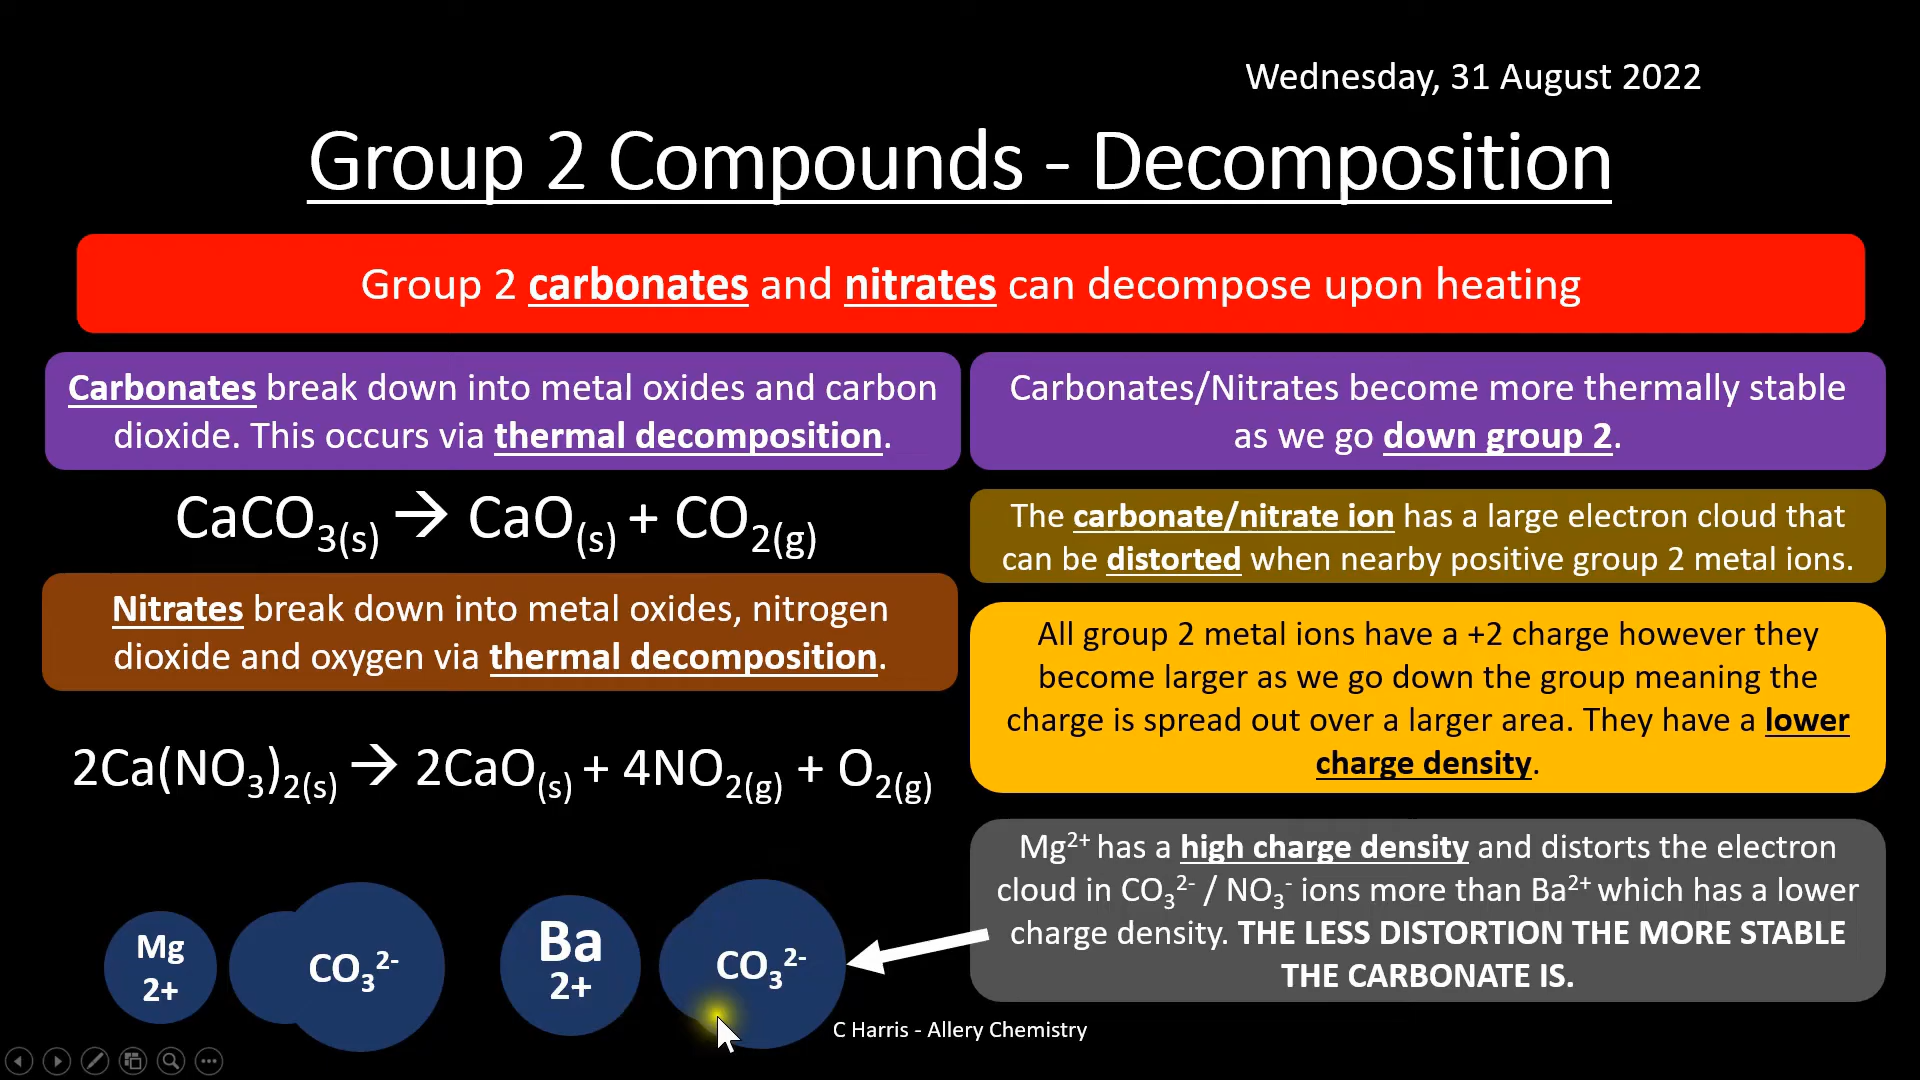 Wednesday, 31 August 2022
Group 2 Compounds - Decomposition
Group 2 carbonates and nitrates can decompose upon heating
Carbonates break down into metal oxides and carbon
dioxide. This occurs via thermal decomposition.
CaCO₃(s) → CaO(s) + CO₂(g)
Nitrates break down into metal oxides, nitrogen
dioxide and oxygen via thermal decomposition.
2Ca(NO₃)₂(s) → 2CaO(s) + 4NO₂(g) + O₂(g)
Carbonates/Nitrates become more thermally stable
as we go down group 2.
The carbonate/nitrate ion has a large electron cloud that
can be distorted when nearby positive group 2 metal ions.
All group 2 metal ions have a +2 charge however they
become larger as we go down the group meaning the
charge is spread out over a larger area. They have a lower
charge density.
Mg²⁺ has a high charge density and distorts the electron
cloud in CO₃²⁻ / NO₃⁻ ions more than Ba²⁺ which has a lower
charge density. THE LESS DISTORTION THE MORE STABLE
THE CARBONATE IS.
Mg
2+
CO₃²⁻
Ba
2+
CO₃²⁻
C Harris - Allery Chemistry